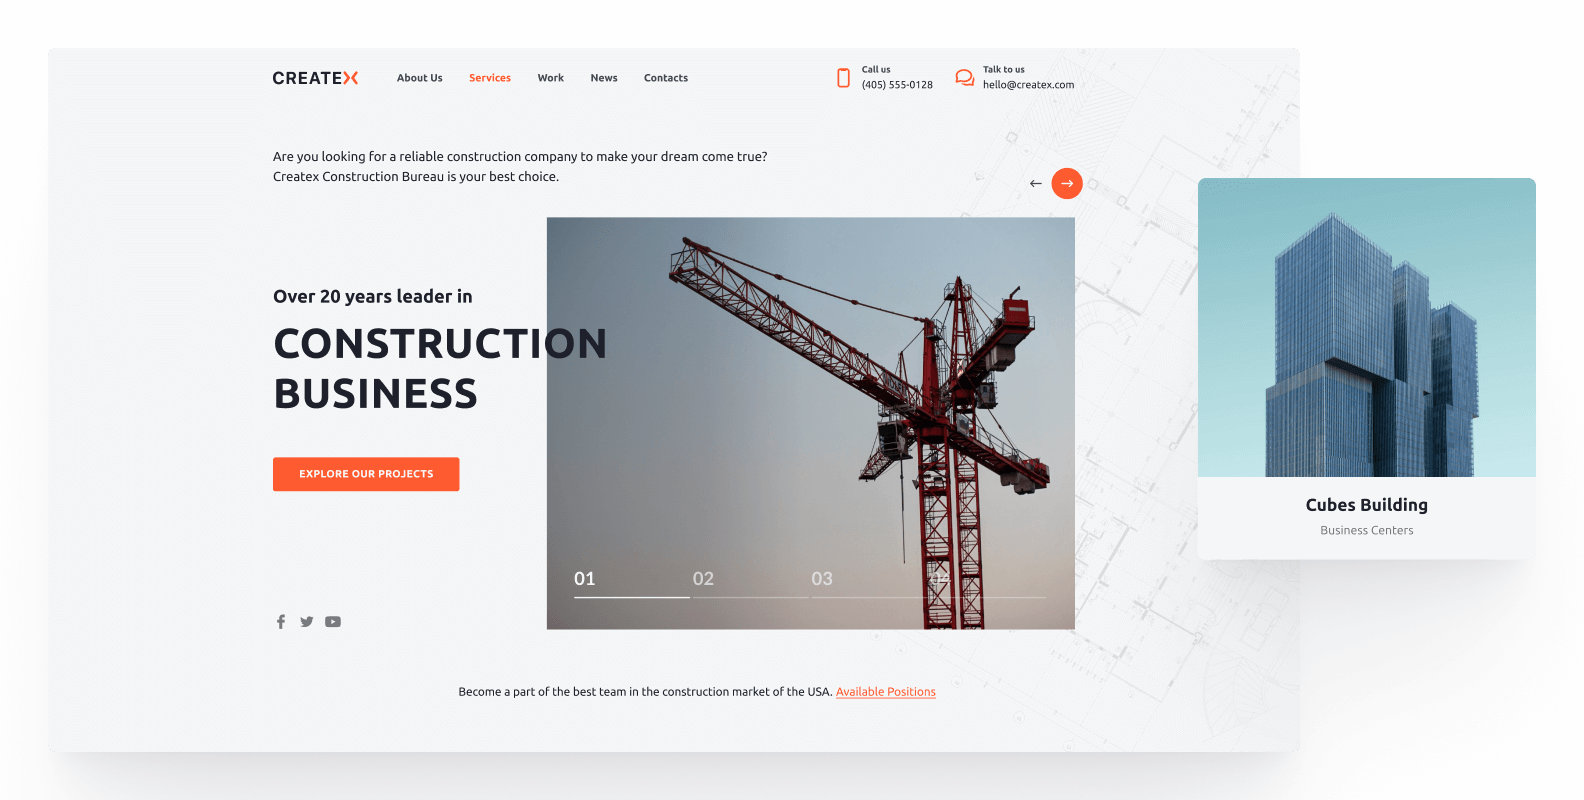 CREATEX
About Us
Services
Work
News
Contacts
Call us
(405) 555-0128
Talk to us
hello@createx.com
Are you looking for a reliable construction company to make your dream come true?
Createx Construction Bureau is your best choice.
Over 20 years leader in
CONSTRUCTION
BUSINESS
EXPLORE OUR PROJECTS
01
02
03
04
Become a part of the best team in the construction market of the USA. Available Positions
Cubes Building
Business Centers